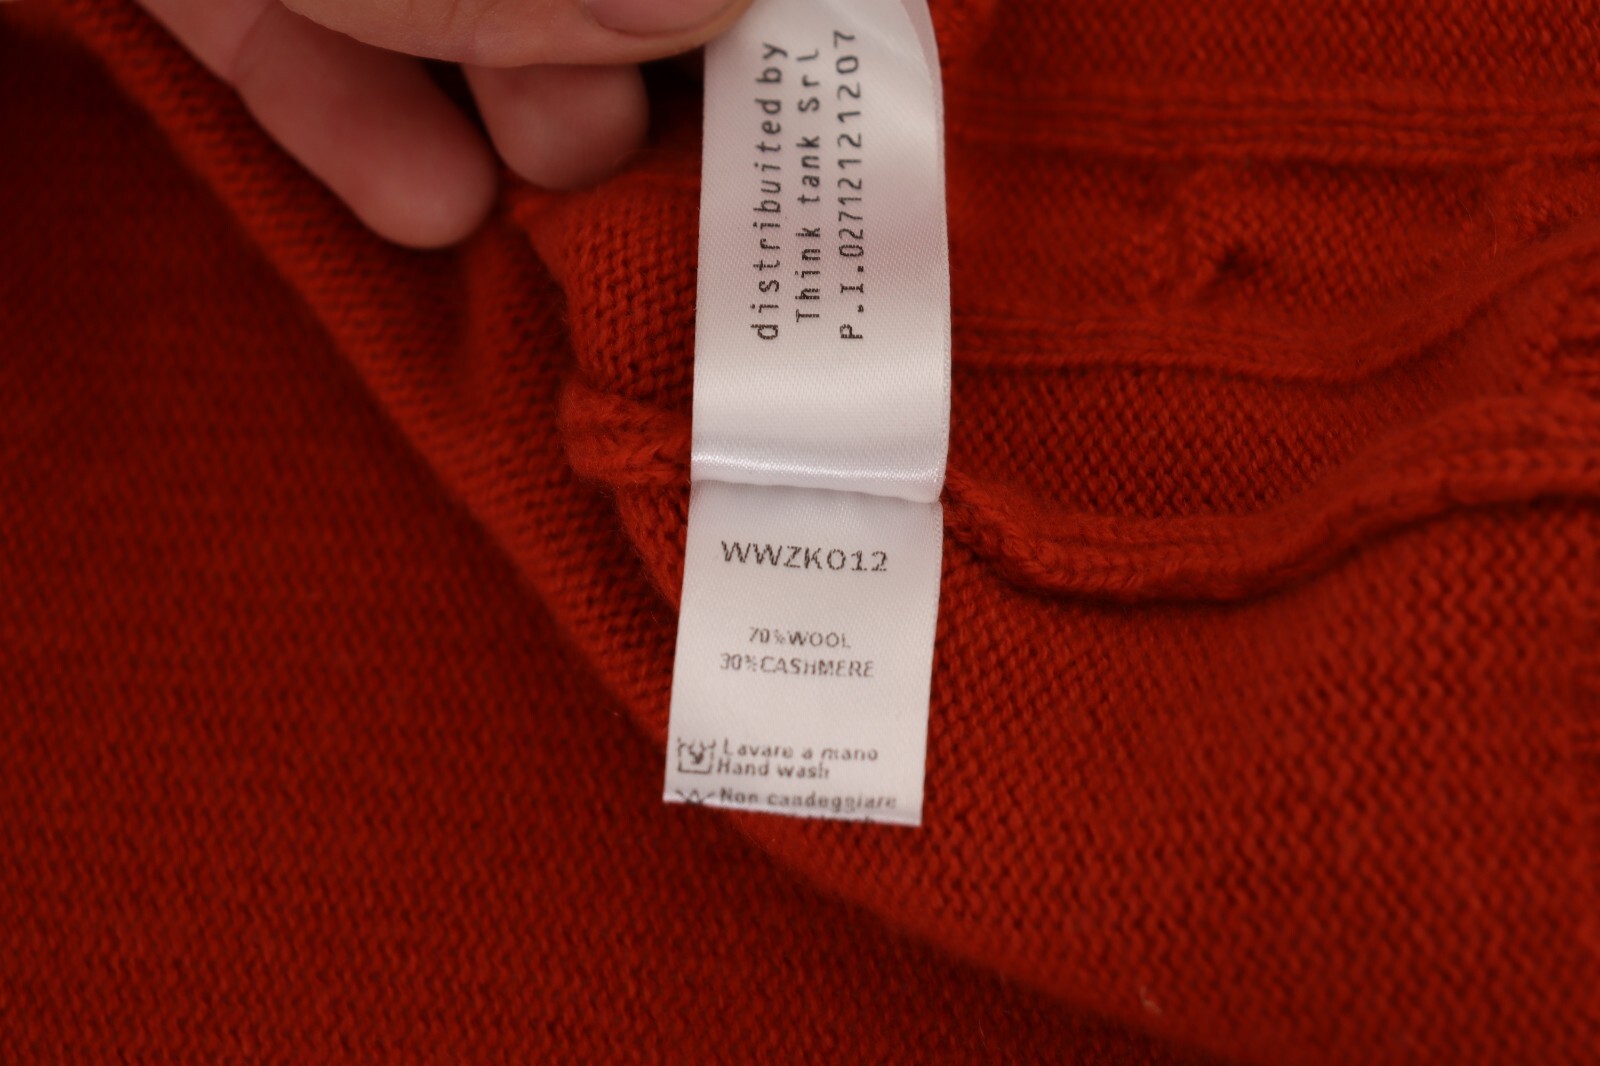 distribuited by
Think tank Srl
P.I.02712121207
WWZK012
70%WOOL
30%CASHMERE
Lavare a mano
Hand wash
Non candeggiare